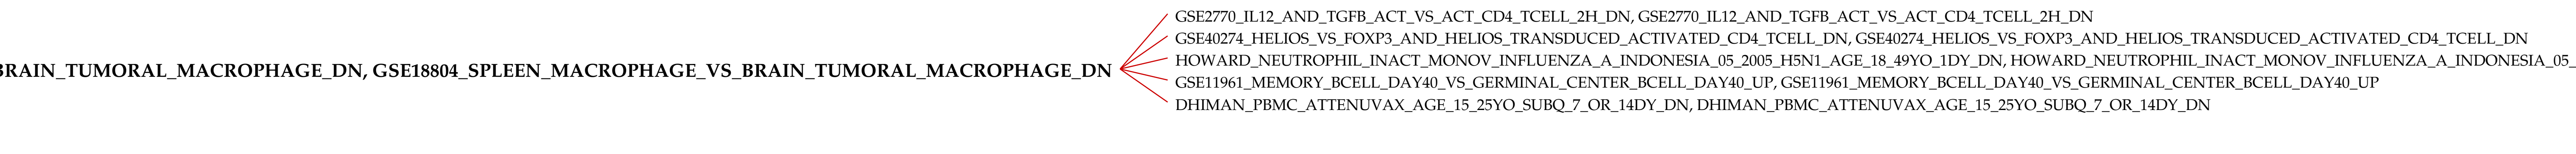 GSE2770_IL12_AND_TGFB_ACT_VS_ACT_CD4_TCELL_2H_DN, GSE2770_IL12_AND_TGFB_ACT_VS_ACT_CD4_TCELL_2H_DN
GSE40274_HELIOS_VS_FOXP3_AND_HELIOS_TRANSDUCED_ACTIVATED_CD4_TCELL_DN, GSE40274_HELIOS_VS_FOXP3_AND_HELIOS_TRANSDUCED_ACTIVATED_CD4_TCELL_DN
HOWARD_NEUTROPHIL_INACT_MONOV_INFLUENZA_A_INDONESIA_05_2005_H5N1_AGE_18_49YO_1DY_DN, HOWARD_NEUTROPHIL_INACT_MONOV_INFLUENZA_A_INDONESIA_05_
BRAIN_TUMORAL_MACROPHAGE_DN, GSE18804_SPLEEN_MACROPHAGE_VS_BRAIN_TUMORAL_MACROPHAGE_DN
GSE11961_MEMORY_BCELL_DAY40_VS_GERMINAL_CENTER_BCELL_DAY40_UP, GSE11961_MEMORY_BCELL_DAY40_VS_GERMINAL_CENTER_BCELL_DAY40_UP
DHIMAN_PBMC_ATTENUVAX_AGE_15_25YO_SUBQ_7_OR_14DY_DN, DHIMAN_PBMC_ATTENUVAX_AGE_15_25YO_SUBQ_7_OR_14DY_DN